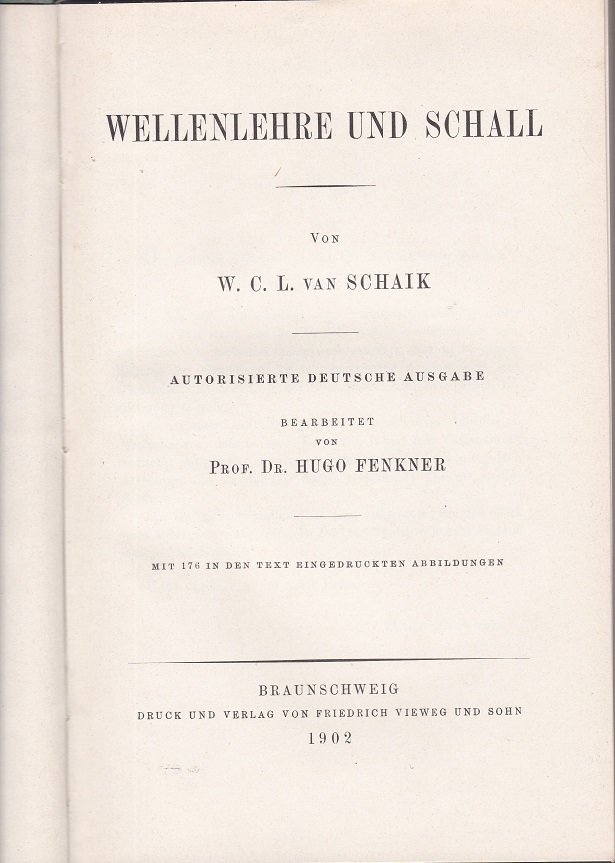 WELLENLEHRE UND SCHALL
VON
W. C. L. VAN SCHAIK
AUTORISIERTE DEUTSCHE AUSGABE
BEARBEITET
VON
PROF. DR. HUGO FENKNER
MIT 176 IN DEN TEXT EINGEDRUCKTEN ABBILDUNGEN
BRAUNSCHWEIG
DRUCK UND VERLAG VON FRIEDRICH VIEWEG UND SOHN
1902